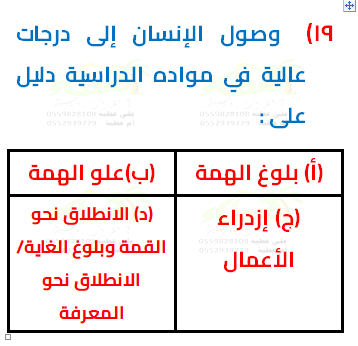 ١٩) وصول الإنسان إلى درجات
عالية في مواده الدراسية دليل
على :
(أ) بلوغ الهمة
(ب)علو الهمة
(ج) إزدراء
الأعمال
(د) الانطلاق نحو
القمة وبلوغ الغاية/
الانطلاق نحو
المعرفة